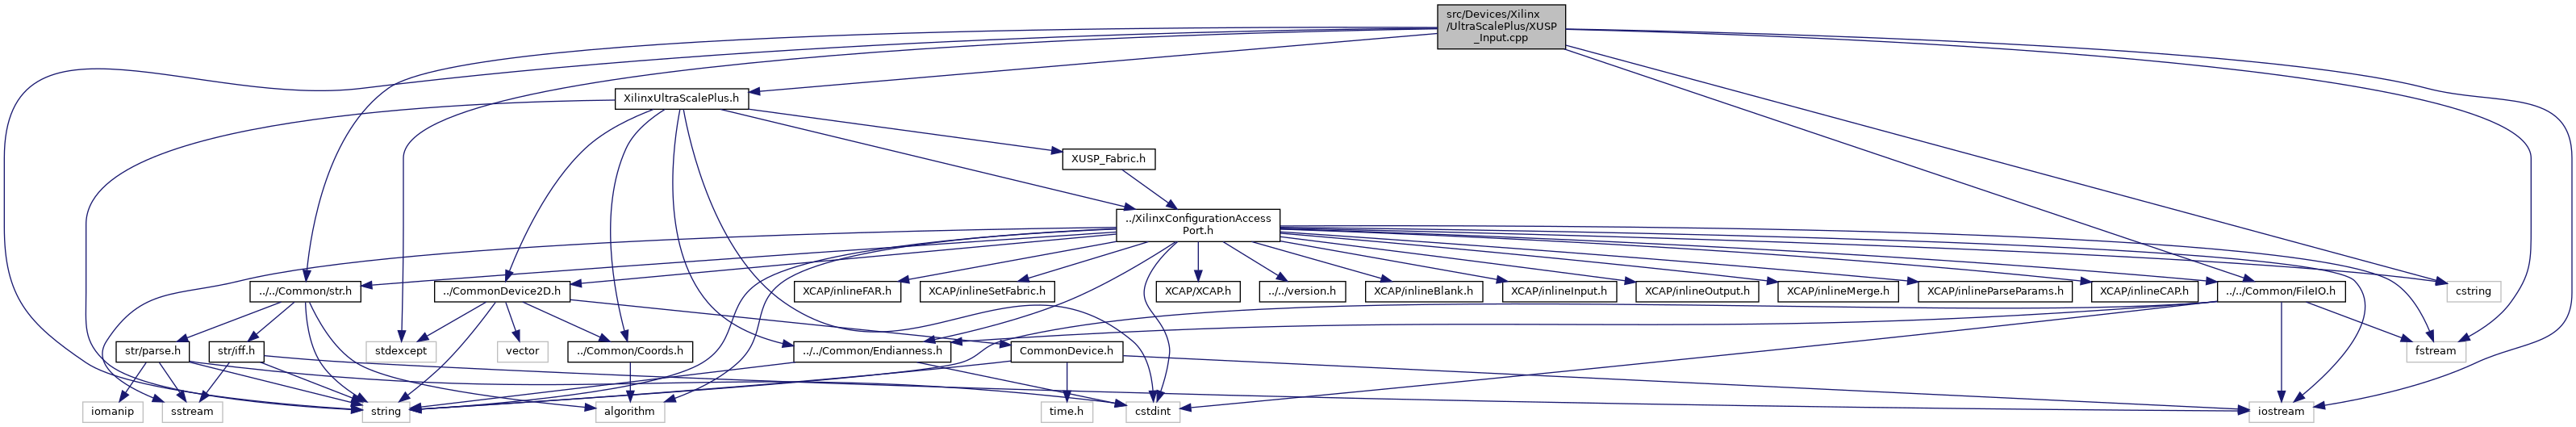 src/Devices/Xilinx
/UltraScalePlus/XUSP
_Input.cpp
XilinxUltraScalePlus.h
XUSP_Fabric.h
../XilinxConfigurationAccess
Port.h
../../Common/str.h
../CommonDevice2D.h
XCAP/inlineFAR.h
XCAP/inlineSetFabric.h
XCAP/XCAP.h
../../version.h
XCAP/inlineBlank.h
XCAP/inlineInput.h
XCAP/inlineOutput.h
XCAP/inlineMerge.h
XCAP/inlineParseParams.h
XCAP/inlineCAP.h
../../Common/FileIO.h
cstring
str/parse.h
str/iff.h
stdexcept
vector
../Common/Coords.h
../../Common/Endianness.h
CommonDevice.h
fstream
iomanip
sstream
string
algorithm
time.h
cstdint
iostream